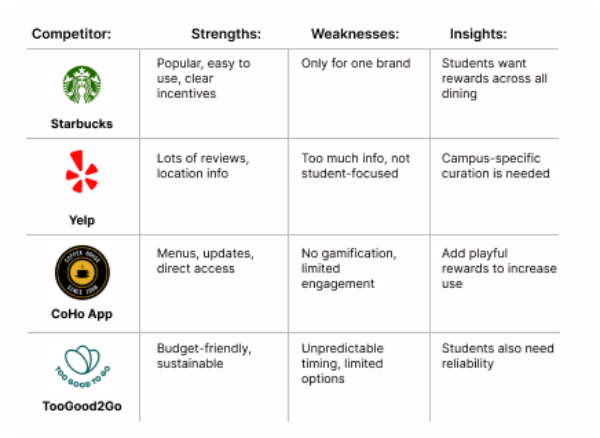 Competitor: Strengths: Weaknesses: Insights:
Popular, easy to
use, clear
incentives
Only for one brand
Students want
rewards across all
dining
Starbucks
Lots of reviews,
location info
Too much info, not
student-focused
Campus-specific
curation is needed
Yelp
Menus, updates,
direct access
No gamification,
limited
engagement
Add playful
rewards to increase
use
COFFEE HOUSE
CoHo App
Budget-friendly,
sustainable
Unpredictable
timing, limited
options
Students also need
reliability
TOO GOOD TO GO
TooGood2Go